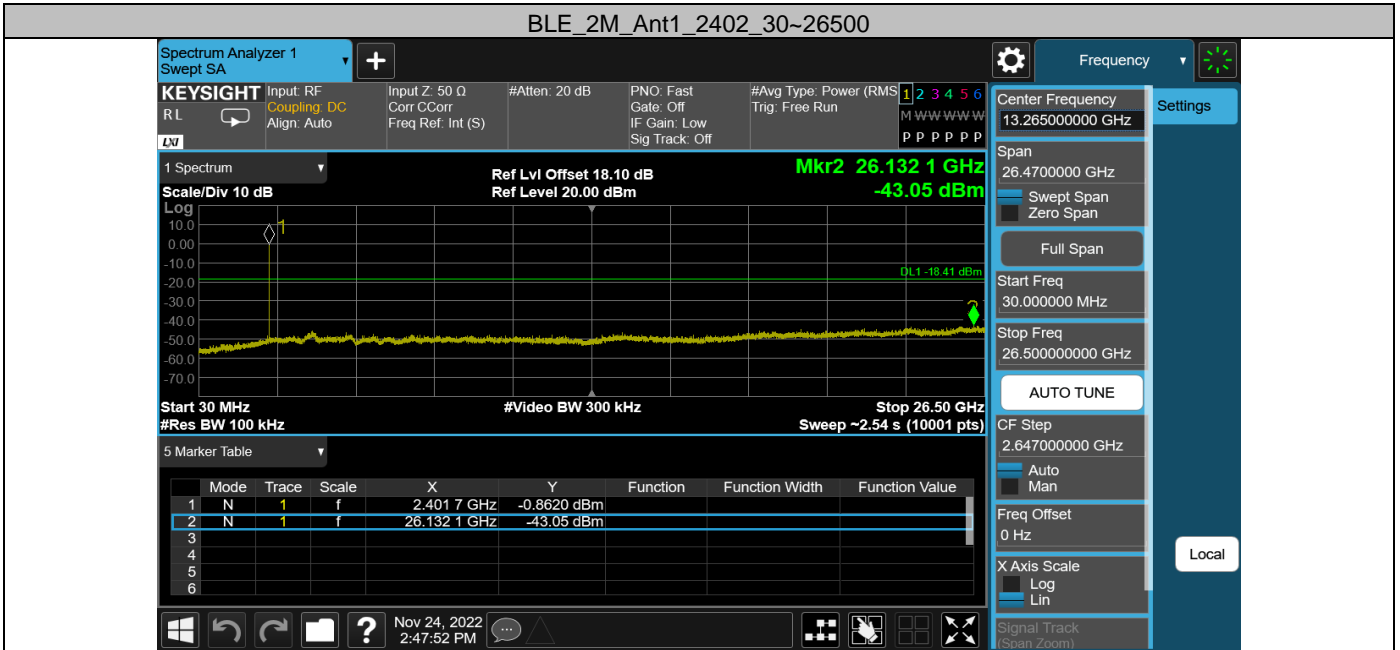 BLE_2M_Ant1_2402_30~26500
Spectrum Analyzer 1
Swept SA
+
Frequency
KEYSIGHT
RL
LXI
Input: RF
Coupling: DC
Align: Auto
Input Z: 50 Ω
Corr CCorr
Freq Ref: Int (S)
#Atten: 20 dB
PNO: Fast
Gate: Off
IF Gain: Low
Sig Track: Off
#Avg Type: Power (RMS
Trig: Free Run
1 2 3 4 5 6
M W W W W W
P P P P P P
1 Spectrum
Scale/Div 10 dB
Ref Lvl Offset 18.10 dB
Ref Level 20.00 dBm
Mkr2 26.132 1 GHz
-43.05 dBm
Log
10.0
0.00
-10.0
-20.0
-30.0
-40.0
-50.0
-60.0
-70.0
1
DL1 -18.41 dBm
2
Start 30 MHz
#Video BW 300 kHz
Stop 26.50 GHz
#Res BW 100 kHz
Sweep ~2.54 s (10001 pts)
5 Marker Table
Mode Trace Scale X Y Function Function Width Function Value
1 N 1 f 2.401 7 GHz -0.8620 dBm
2 N 1 f 26.132 1 GHz -43.05 dBm
3
4
5
6
Nov 24, 2022
2:47:52 PM
?
Center Frequency
13.265000000 GHz
Settings
Span
26.4700000 GHz
Swept Span
Zero Span
Full Span
Start Freq
30.000000 MHz
Stop Freq
26.500000000 GHz
AUTO TUNE
CF Step
2.647000000 GHz
Auto
Man
Freq Offset
0 Hz
Local
X Axis Scale
Log
Lin
Signal Track
(Span Zoom)